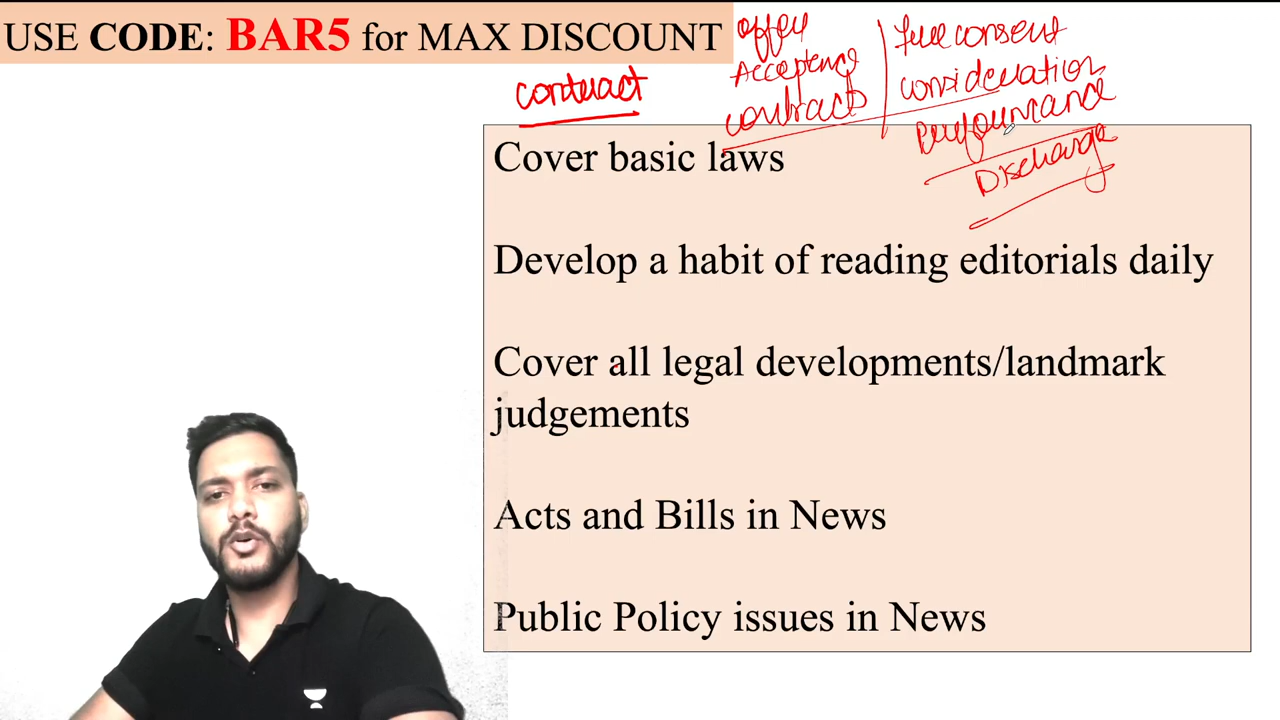 USE CODE: BAR5 for MAX DISCOUNT
contract
offer
Acceptance
contracts
free consent
consideration
Performance
Discharge
Cover basic laws
Develop a habit of reading editorials daily
Cover all legal developments/landmark
judgements
Acts and Bills in News
Public Policy issues in News